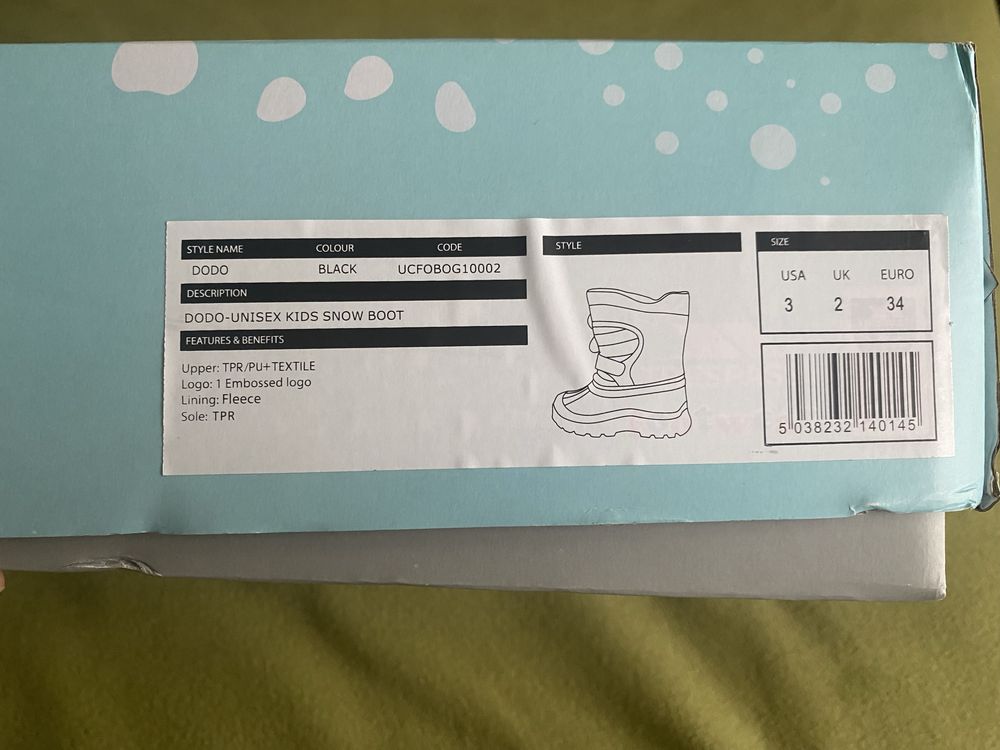 STYLE NAME COLOUR CODE
DODO BLACK UCFOBOG10002
DESCRIPTION
DODO-UNISEX KIDS SNOW BOOT
FEATURES & BENEFITS
Upper: TPR/PU+TEXTILE
Logo: 1 Embossed logo
Lining: Fleece
Sole: TPR
STYLE
SIZE
USA UK EURO
3 2 34
5 038232 140145